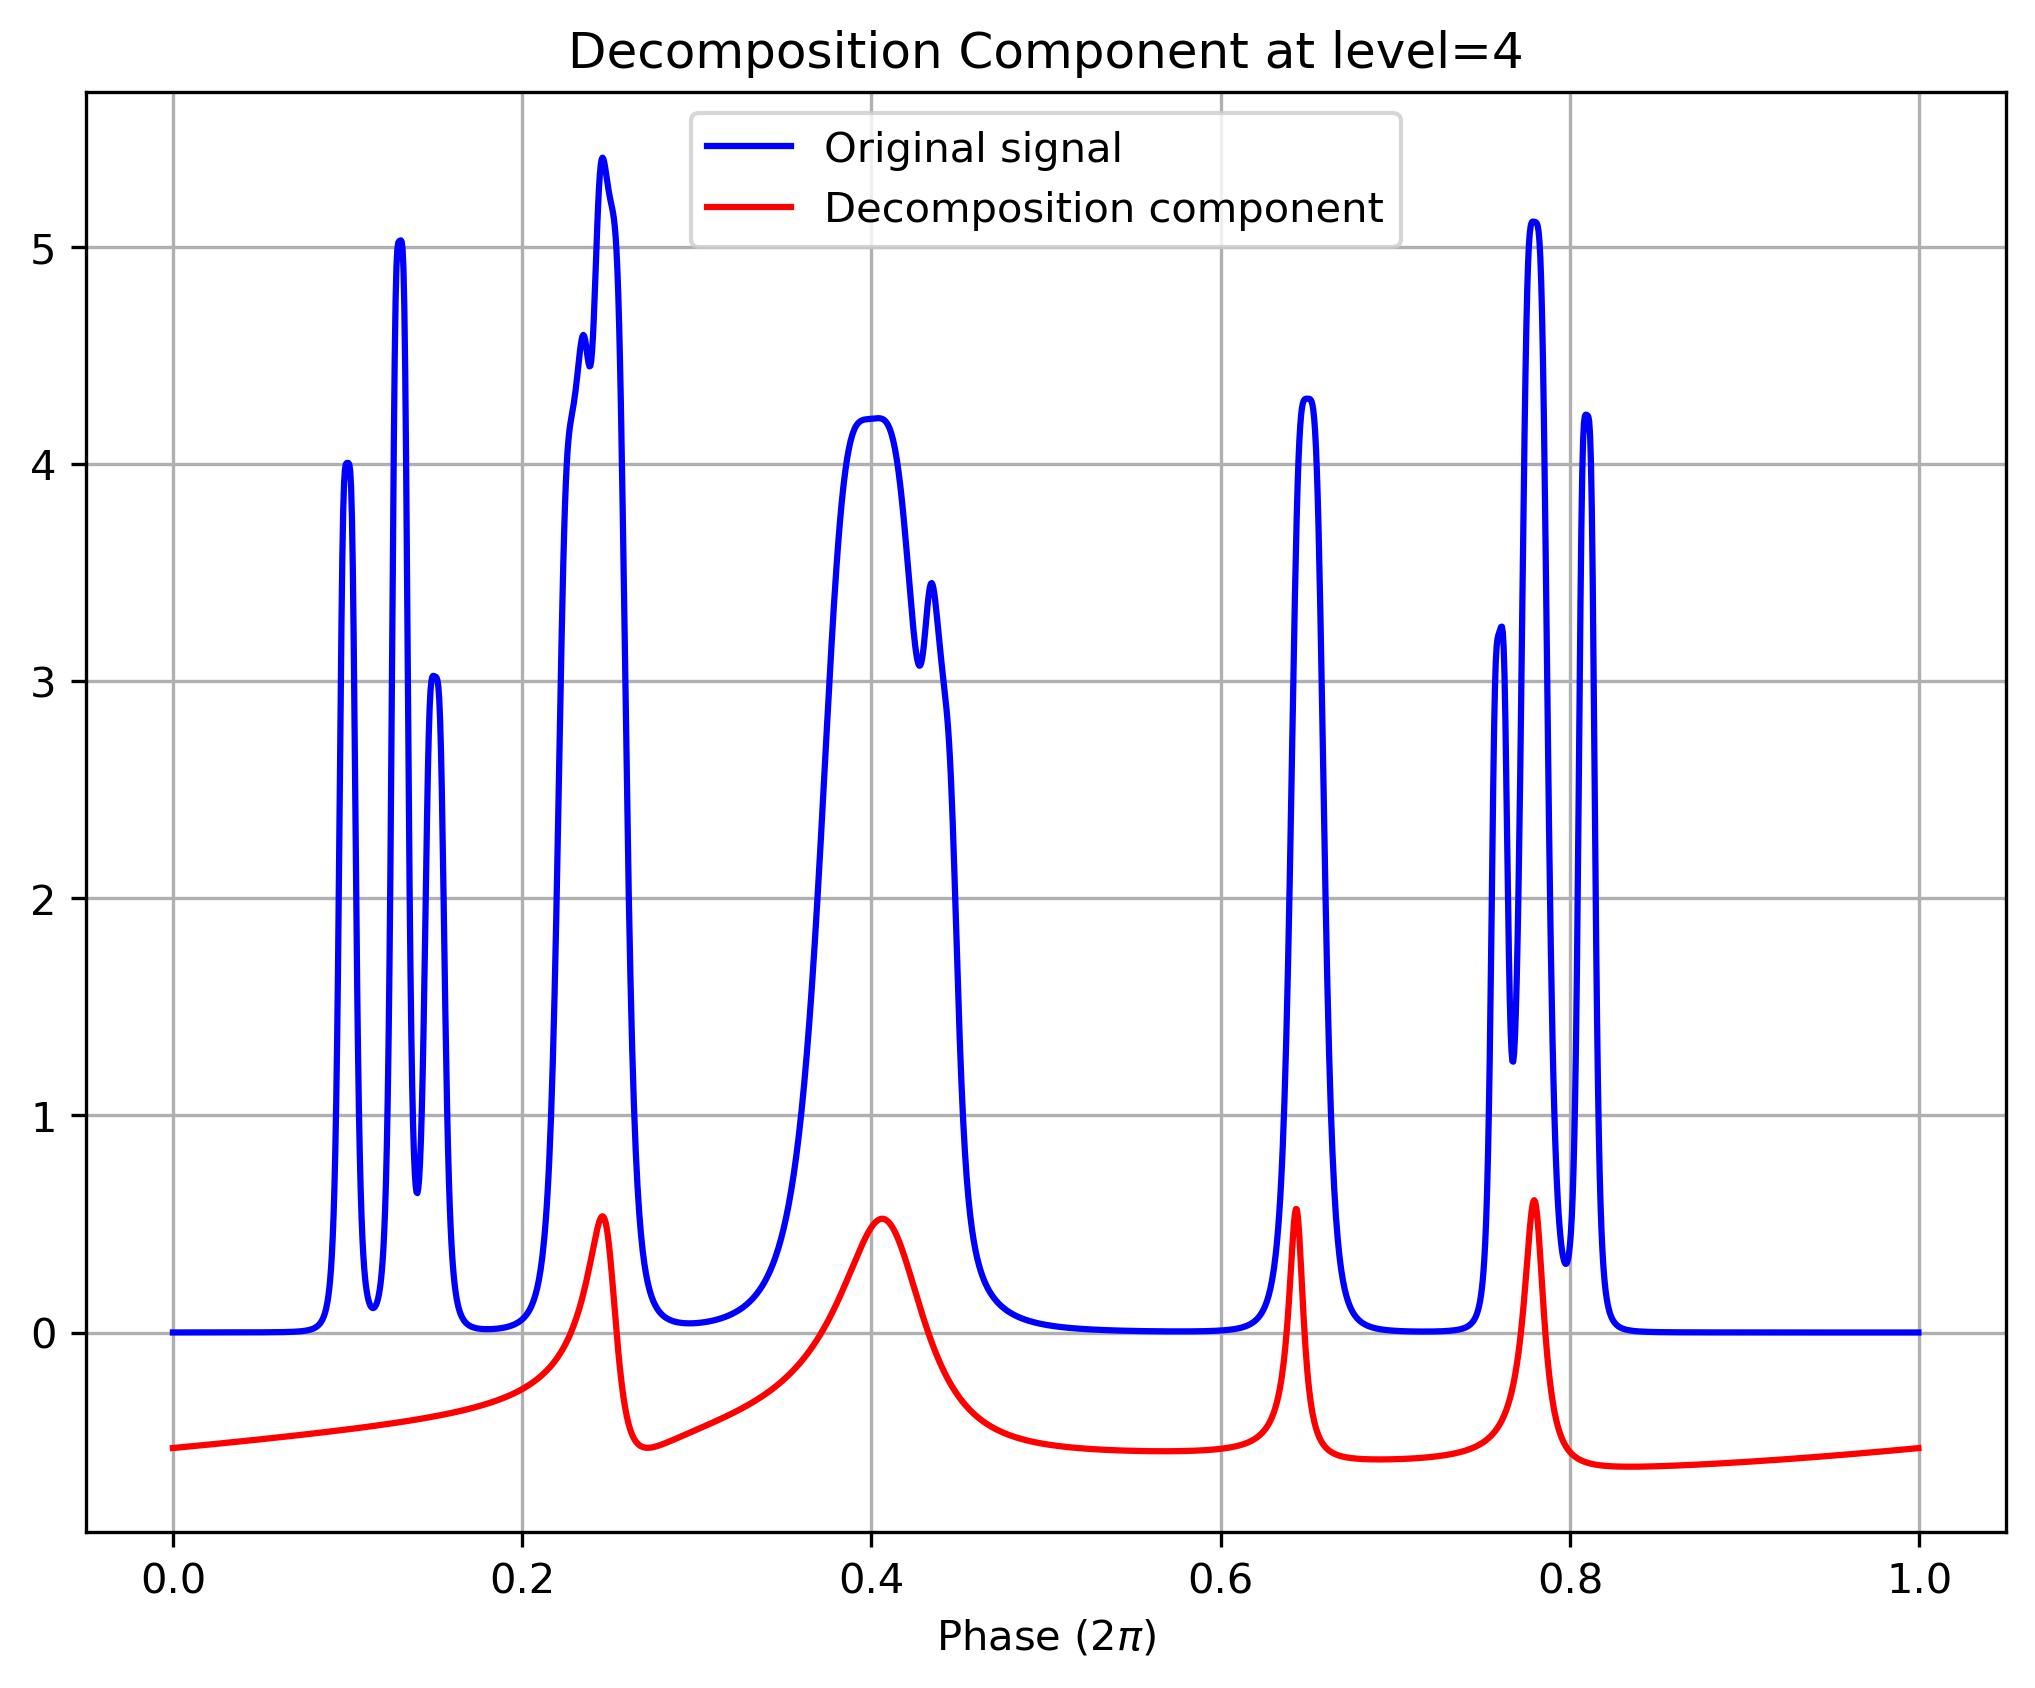 Decomposition Component at level=4
Original signal
Decomposition component
5
4
3
2
1
0
0.0 0.2 0.4 0.6 0.8 1.0
Phase (2π)